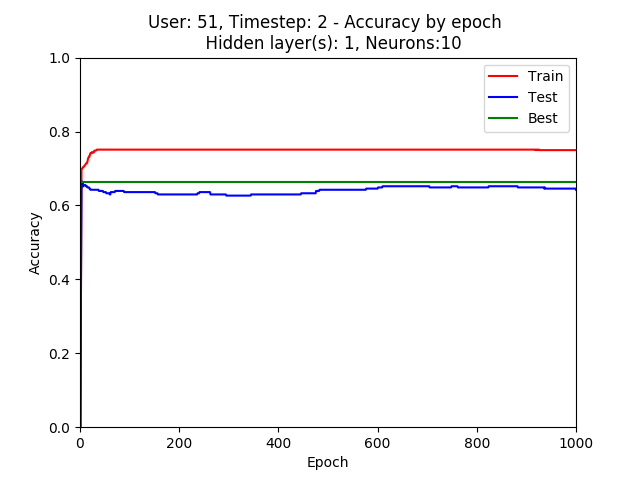 User: 51, Timestep: 2 - Accuracy by epoch
Hidden layer(s): 1, Neurons:10
1.0
0.8
0.6
0.4
0.2
0.0
Accuracy
Train
Test
Best
0 200 400 600 800 1000
Epoch